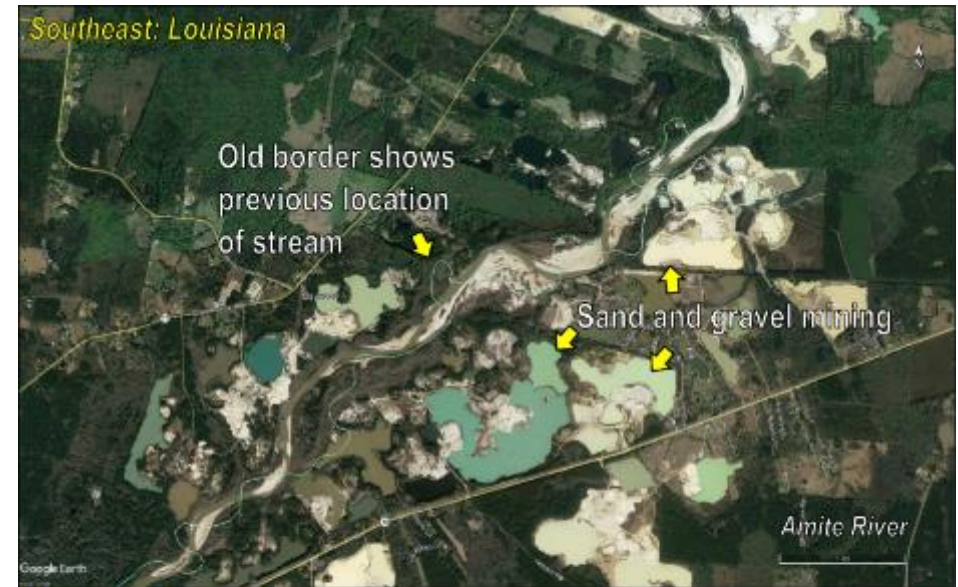 Southeast: Louisiana
N
Old border shows
previous location
of stream
Sand and gravel mining
Amite River
Google Earth